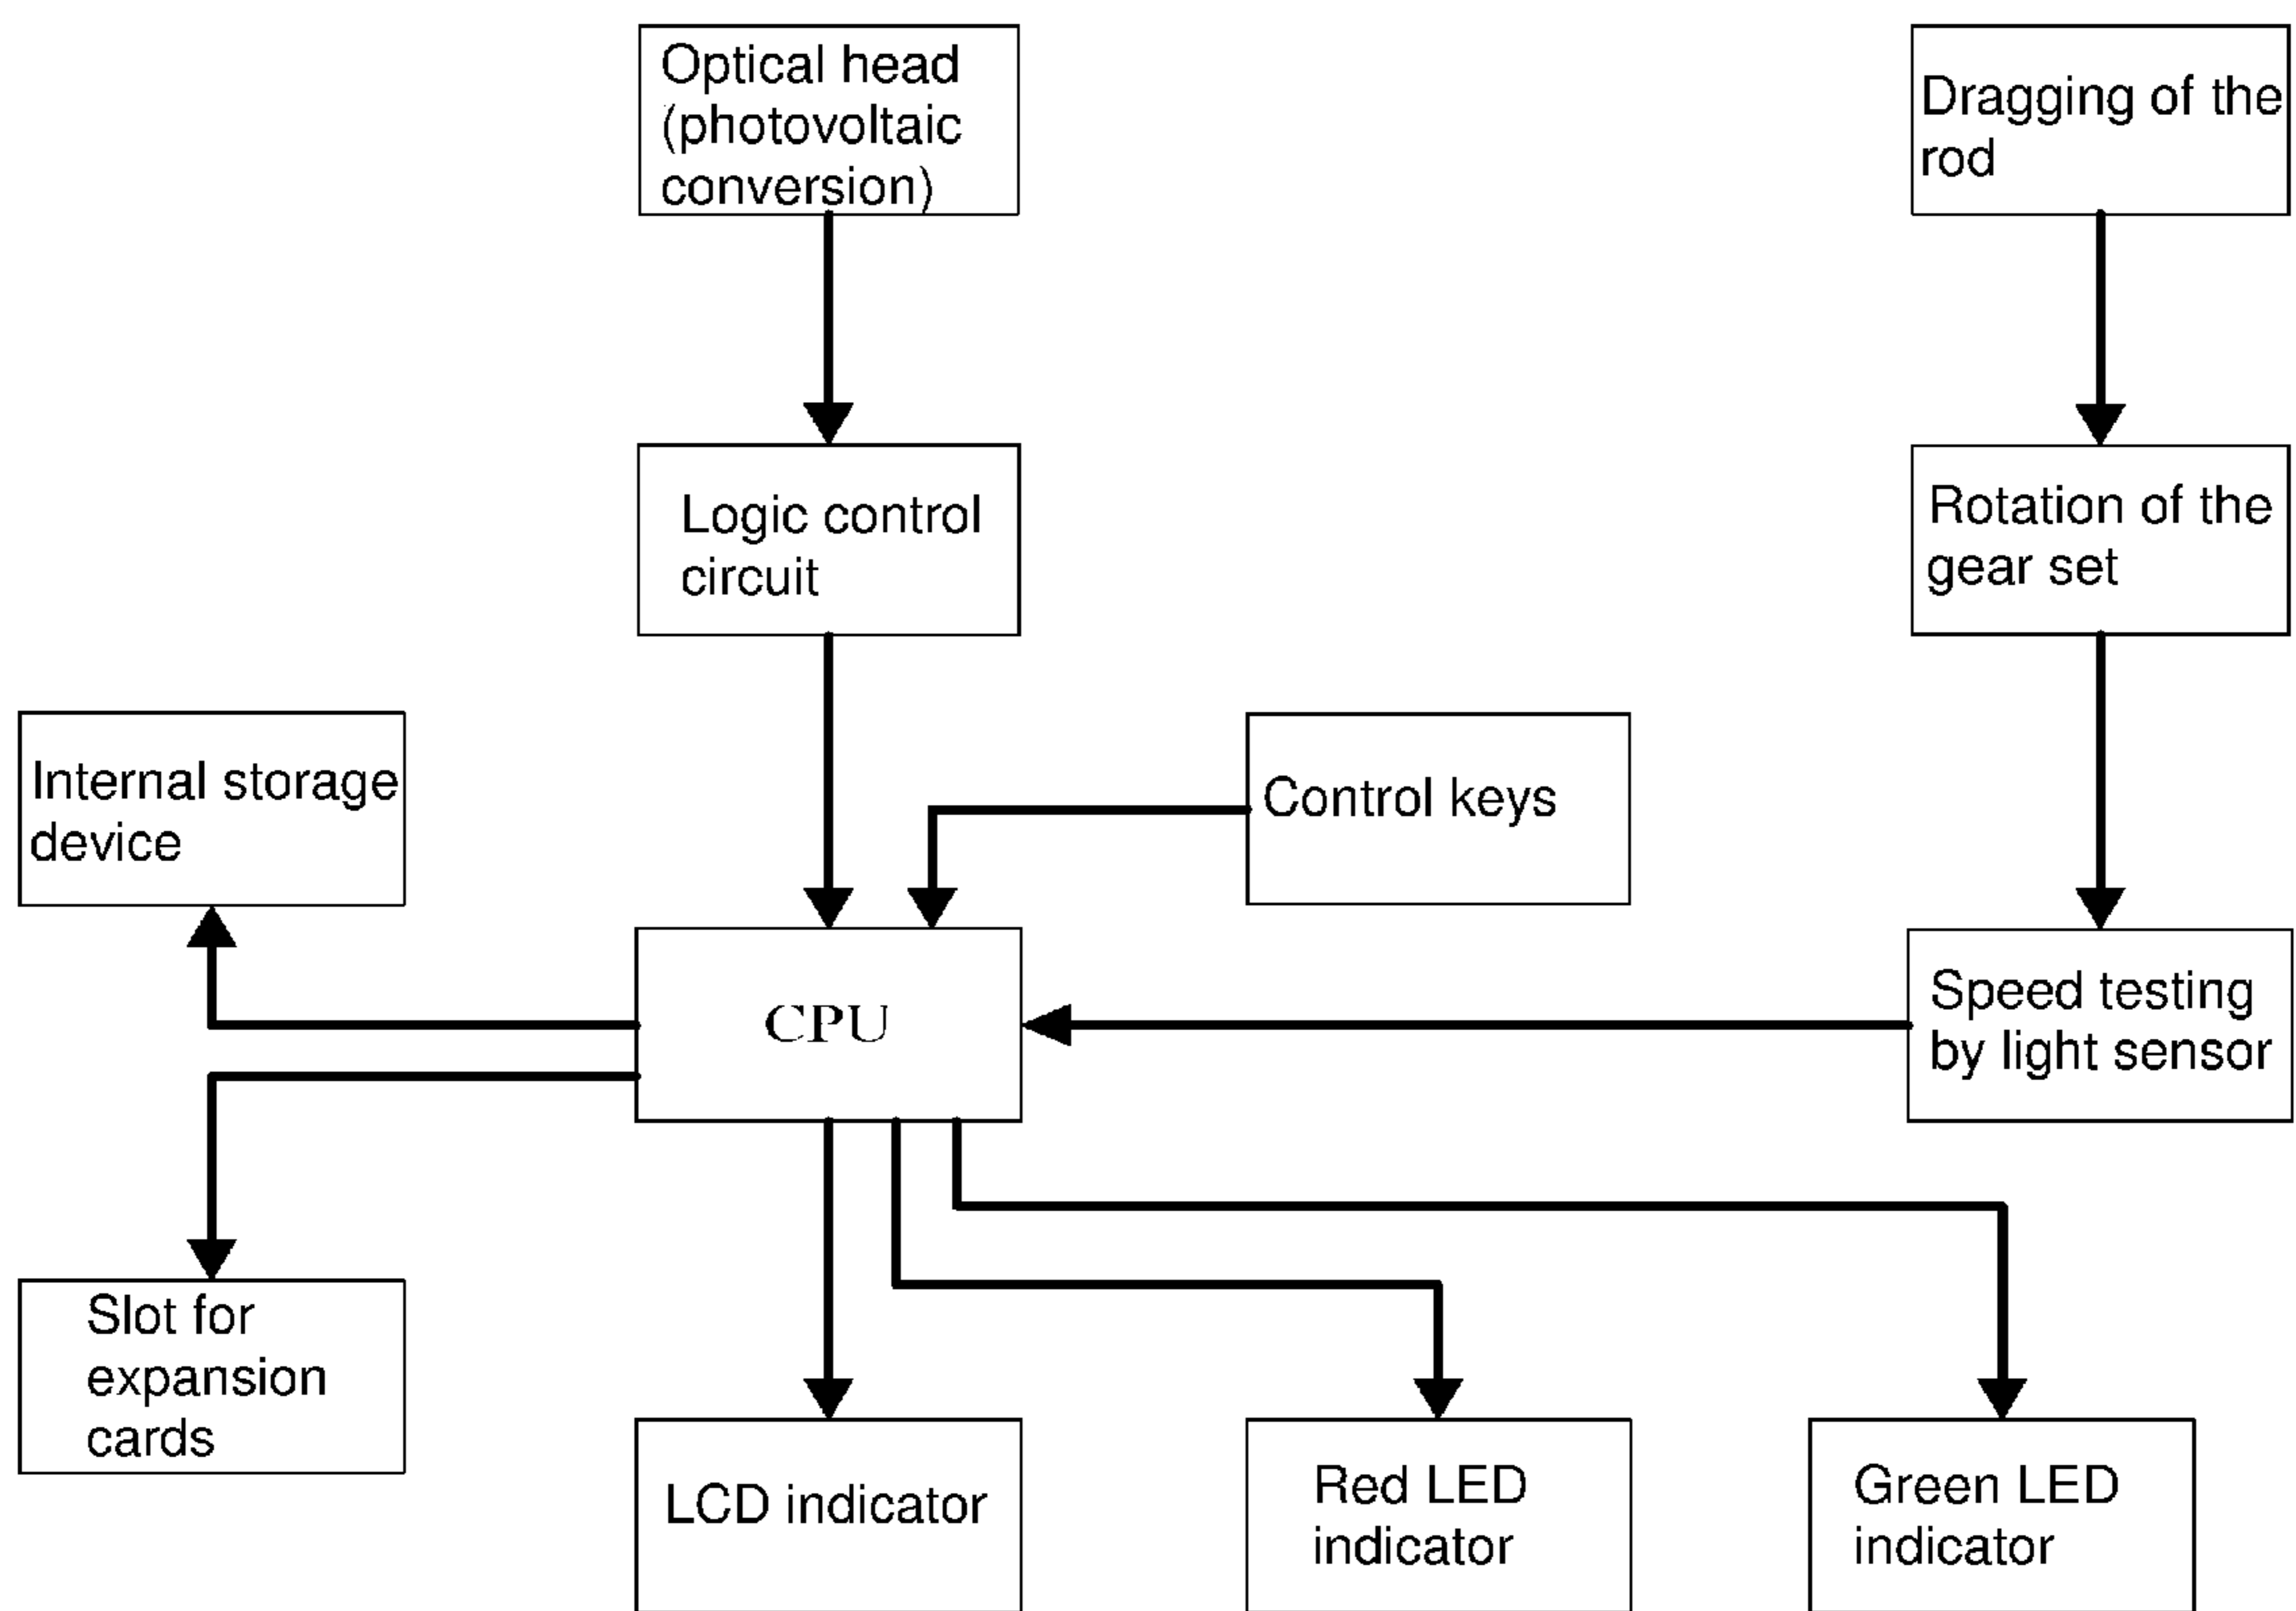 Optical head
(photovoltaic
conversion)
Dragging of the
rod
Logic control
circuit
Rotation of the
gear set
Internal storage
device
Control keys
CPU
Speed testing
by light sensor
Slot for
expansion
cards
LCD indicator
Red LED
indicator
Green LED
indicator